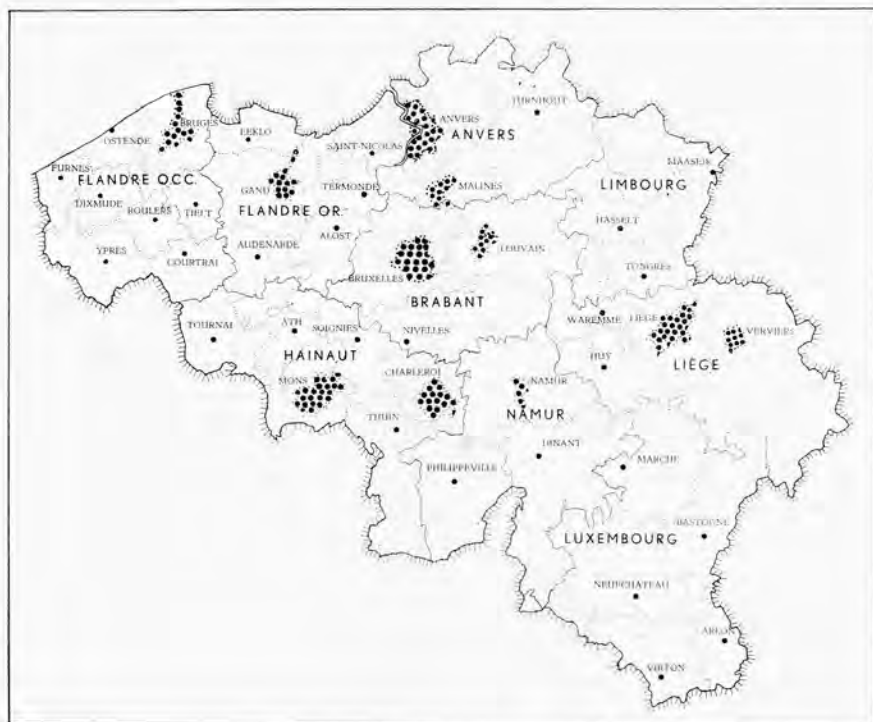 TURNHOUT
ANVERS
BRUGES
ANVERS
OSTENDE
EEKLO
SAINT-NICOLAS
MAASEIK
FURNES
FLANDRE OCC.
GAND
TERMONDE
MALINES
LIMBOURG
DIXMUDE
ROULERS
TIELT
FLANDRE OR.
HASSELT
ALOST
AUDENARDE
LOUVAIN
YPRES
COURTRAI
BRUXELLES
TONGRES
BRABANT
WAREMME
LIEGE
TOURNAI
ATH
SOIGNIES
NIVELLES
VERVIERS
HAINAUT
HUY
LIÈGE
CHARLEROI
MONS
NAMUR
THUIN
NAMUR
DINANT
MARCHE
PHILIPPEVILLE
BASTOGNE
LUXEMBOURG
NEUFCHATEAU
ARLON
VIRTON